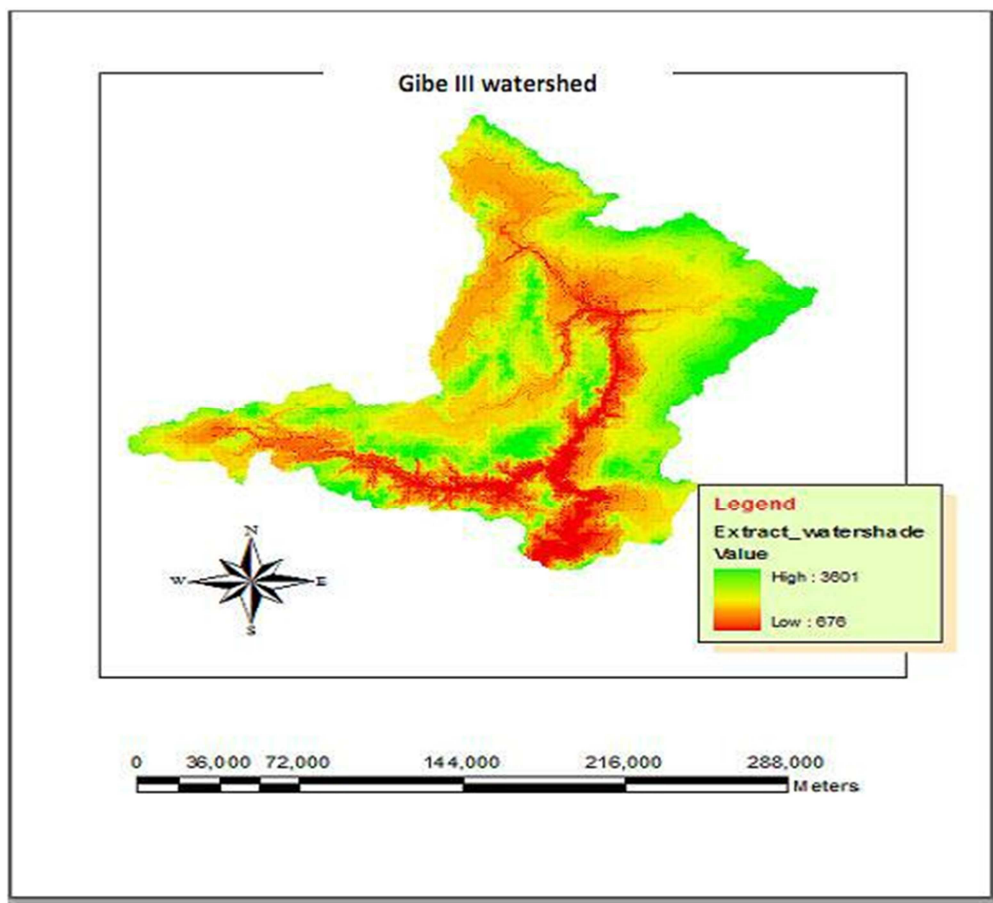 Gibe III watershed
Legend
Extract_watershade
Value
High : 3601
Low : 676
N
W E
S
0 36,000 72,000 144,000 216,000 288,000
Meters